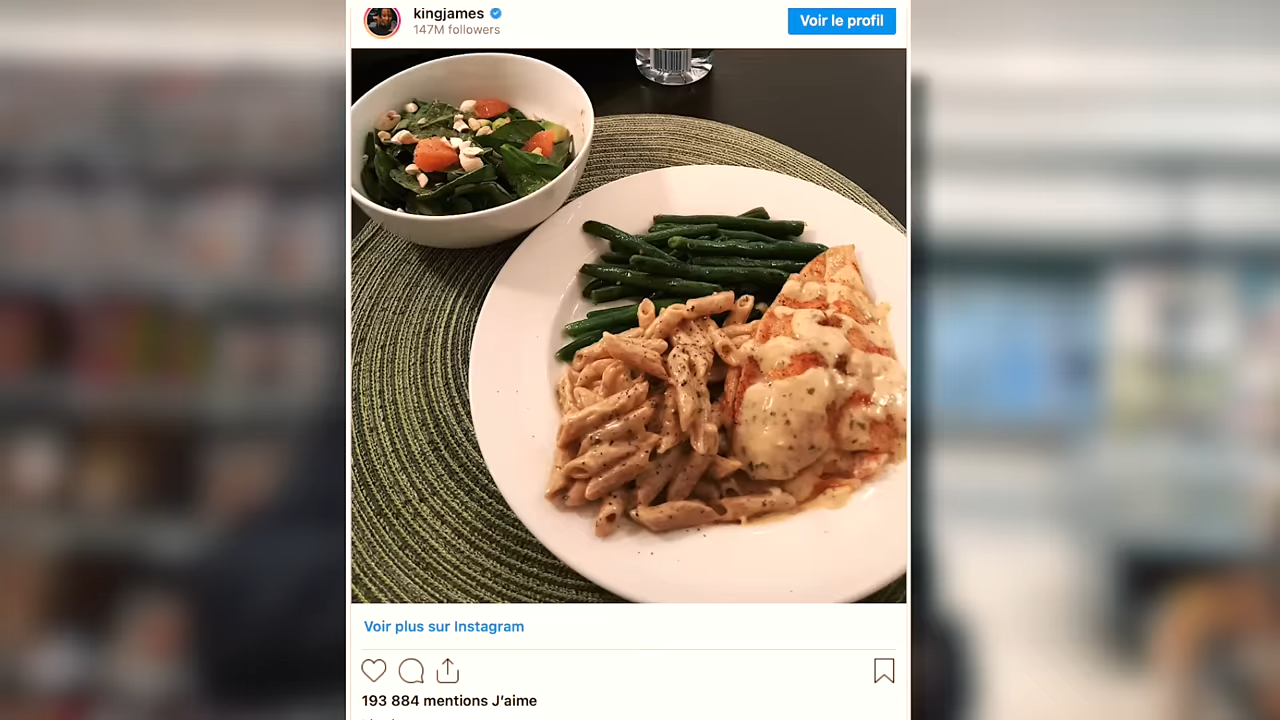 kingjames
147M followers
Voir le profil
Voir plus sur Instagram
193 884 mentions J'aime